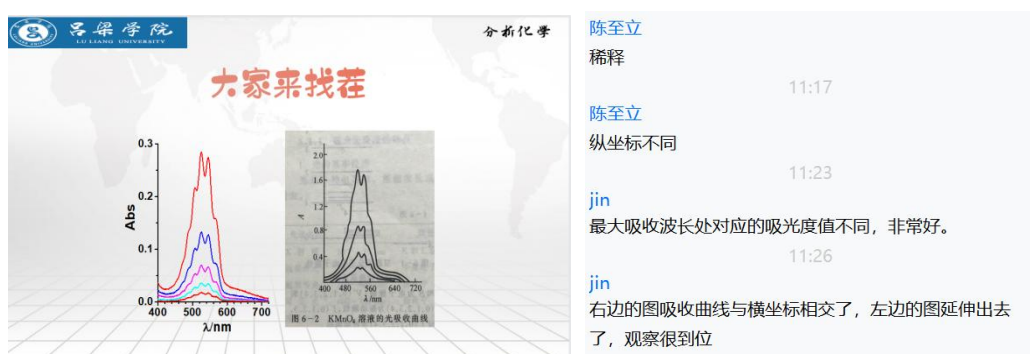 吕梁学院
LU LIANG UNIVERSITY
分析化学
大家来找茬
0.3
0.2
0.1
0.0
Abs
400 500 600 700
λ/nm
2.0
1.6
1.2
0.8
0.4
A
400 480 560 640 720
λ/nm
图6-2 KMnO₄溶液的光吸收曲线
陈至立
稀释
11:17
陈至立
纵坐标不同
11:23
jin
最大吸收波长处对应的吸光度值不同，非常好。
11:26
jin
右边的图吸收曲线与横坐标相交了，左边的图延伸出去
了，观察很到位